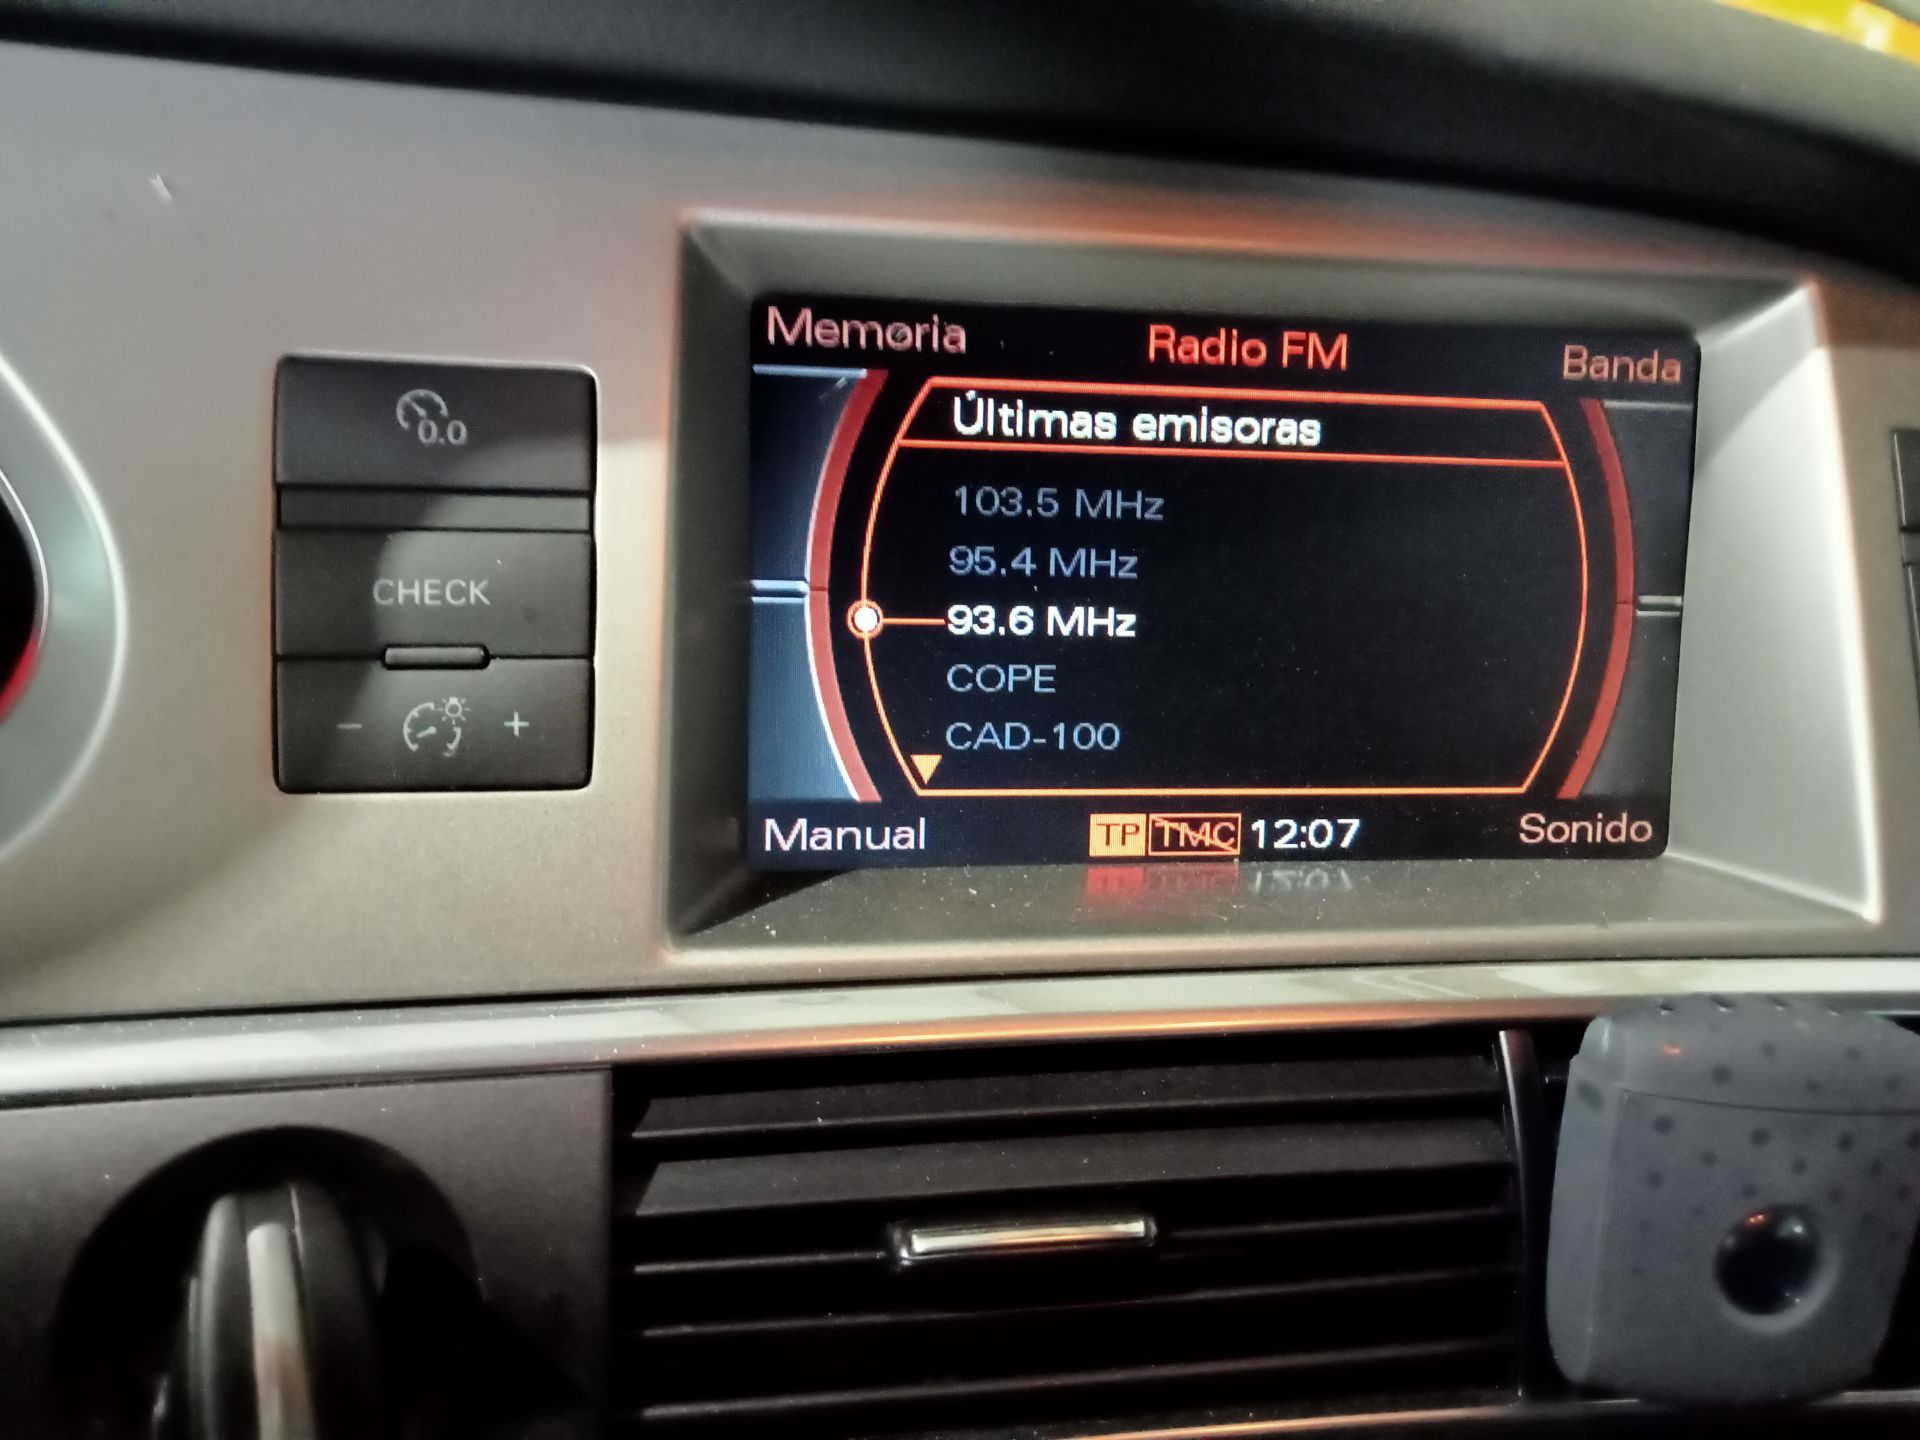 0.0
CHECK
- +
Memoria Radio FM Banda
Últimas emisoras
103.5 MHz
95.4 MHz
93.6 MHz
COPE
CAD-100
Manual TP TMC 12:07 Sonido